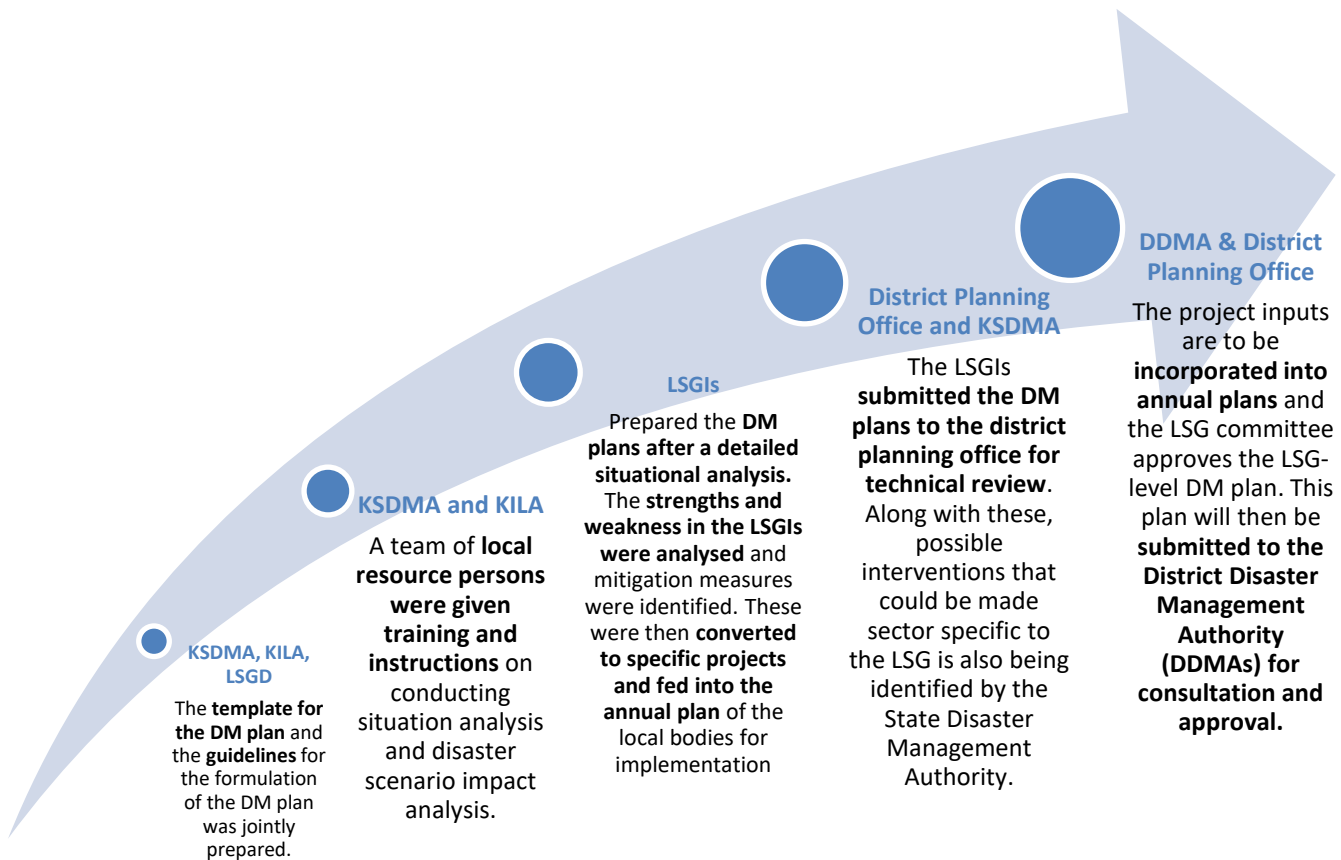 KSDMA, KILA,
LSGD
The template for
the DM plan and
the guidelines for
the formulation
of the DM plan
was jointly
prepared.
KSDMA and KILA
A team of local
resource persons
were given
training and
instructions on
conducting
situation analysis
and disaster
scenario impact
analysis.
LSGIs
Prepared the DM
plans after a detailed
situational analysis.
The strengths and
weakness in the LSGIs
were analysed and
mitigation measures
were identified. These
were then converted
to specific projects
and fed into the
annual plan of the
local bodies for
implementation
District Planning
Office and KSDMA
The LSGIs
submitted the DM
plans to the district
planning office for
technical review.
Along with these,
possible
interventions that
could be made
sector specific to
the LSG is also being
identified by the
State Disaster
Management
Authority.
DDMA & District
Planning Office
The project inputs
are to be
incorporated into
annual plans and
the LSG committee
approves the LSG-
level DM plan. This
plan will then be
submitted to the
District Disaster
Management
Authority
(DDMAs) for
consultation and
approval.